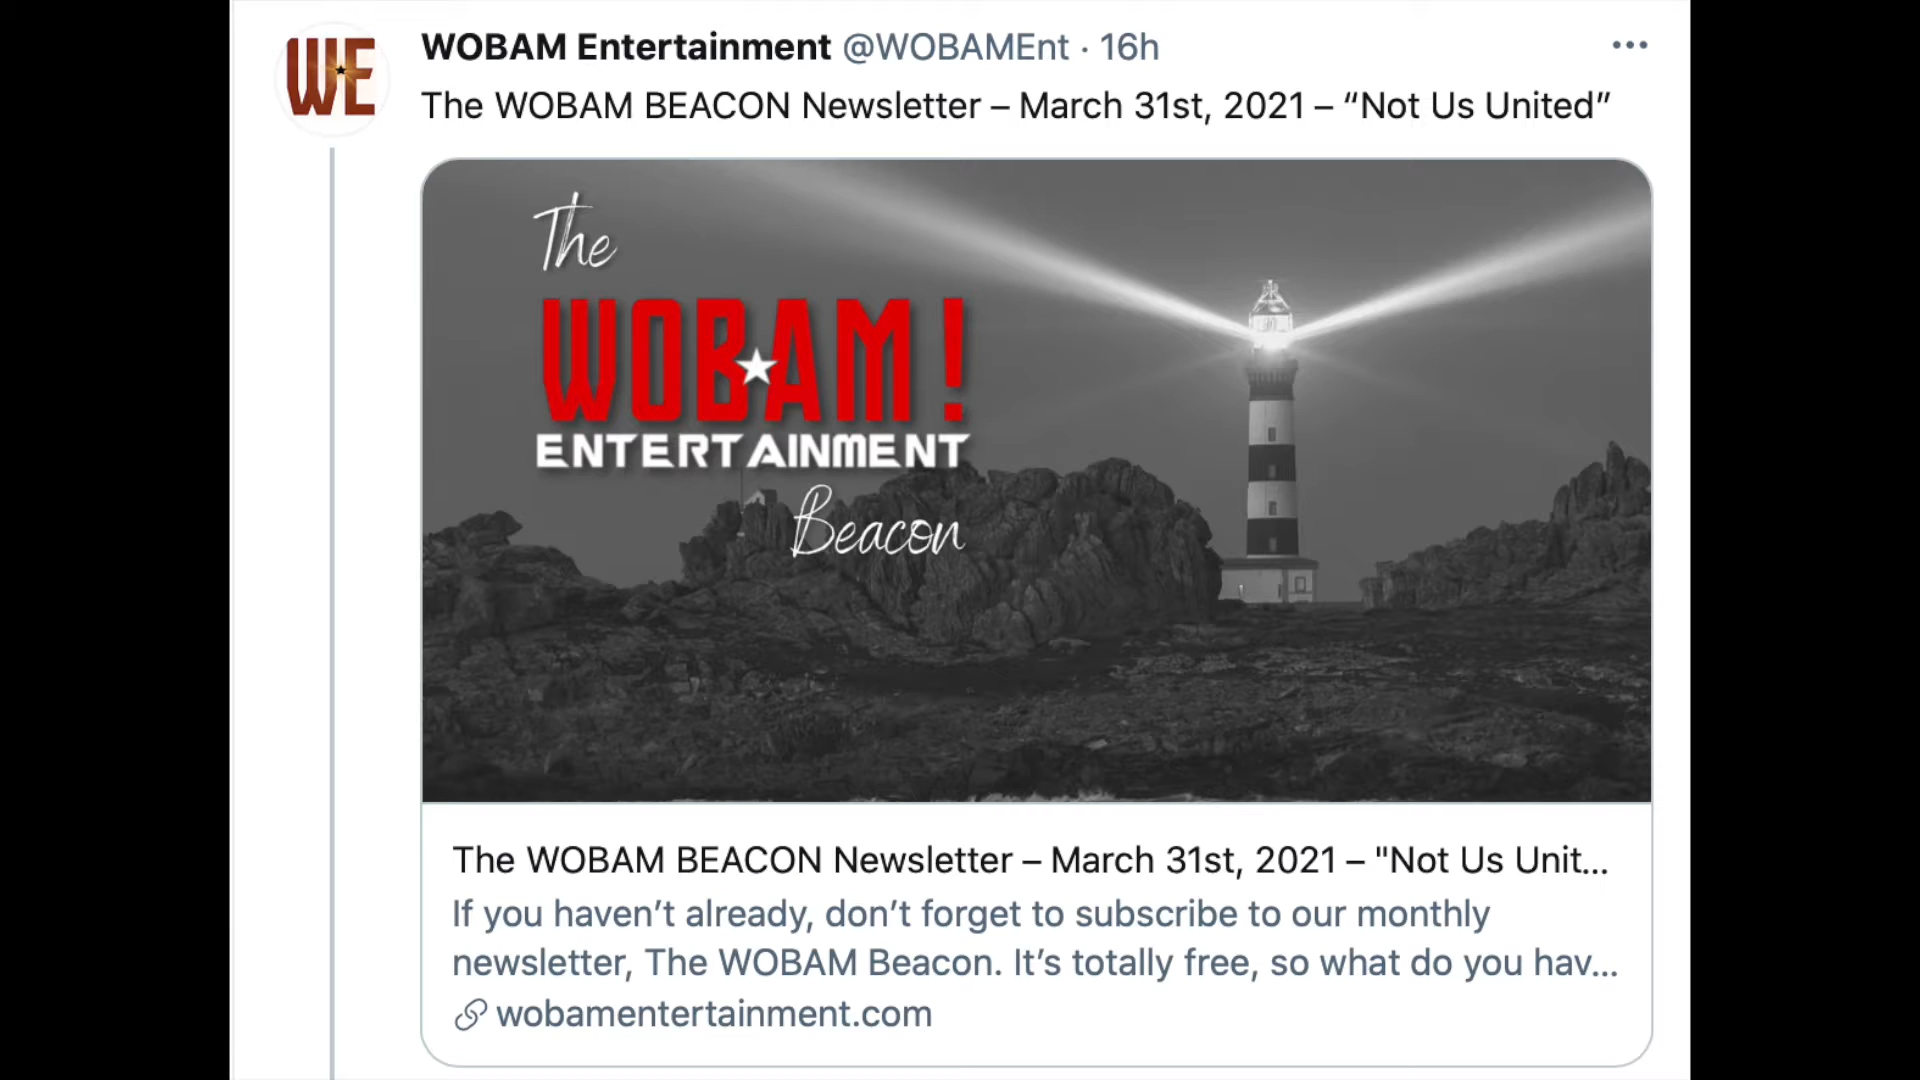 WE
WOBAM Entertainment @WOBAMEnt · 16h
The WOBAM BEACON Newsletter – March 31st, 2021 – “Not Us United”
The
WOBAM!
ENTERTAINMENT
Beacon
The WOBAM BEACON Newsletter – March 31st, 2021 – "Not Us Unit...
If you haven’t already, don’t forget to subscribe to our monthly
newsletter, The WOBAM Beacon. It’s totally free, so what do you hav...
wobamentertainment.com